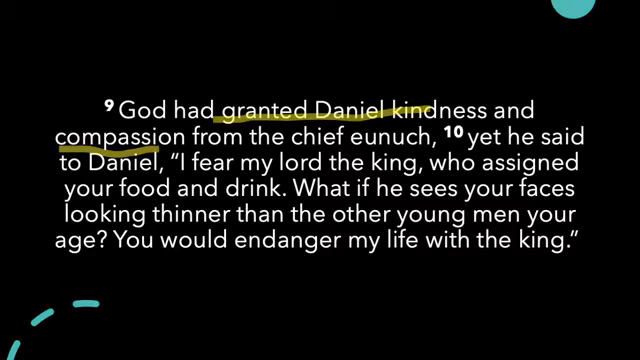 9 God had granted Daniel kindness and
compassion from the chief eunuch, 10 yet he said
to Daniel, “I fear my lord the king, who assigned
your food and drink. What if he sees your faces
looking thinner than the other young men your
age? You would endanger my life with the king.”